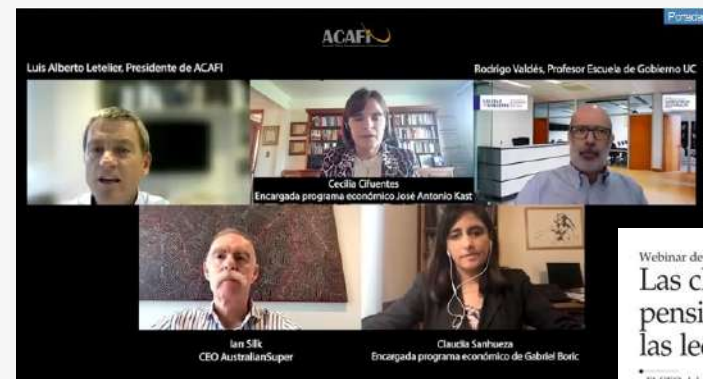 Portada
ACAFI
Luis Alberto Letelier, Presidente de ACAFI
Rodrigo Valdés, Profesor Escuela de Gobierno UC
Cecilia Cifuentes
Encargada programa económico José Antonio Kast
Ian Silk
CEO AustralianSuper
Claudia Sanhueza
Encargada programa económico de Gabriel Boric
Webinar de
Las cl
pensi
las lec